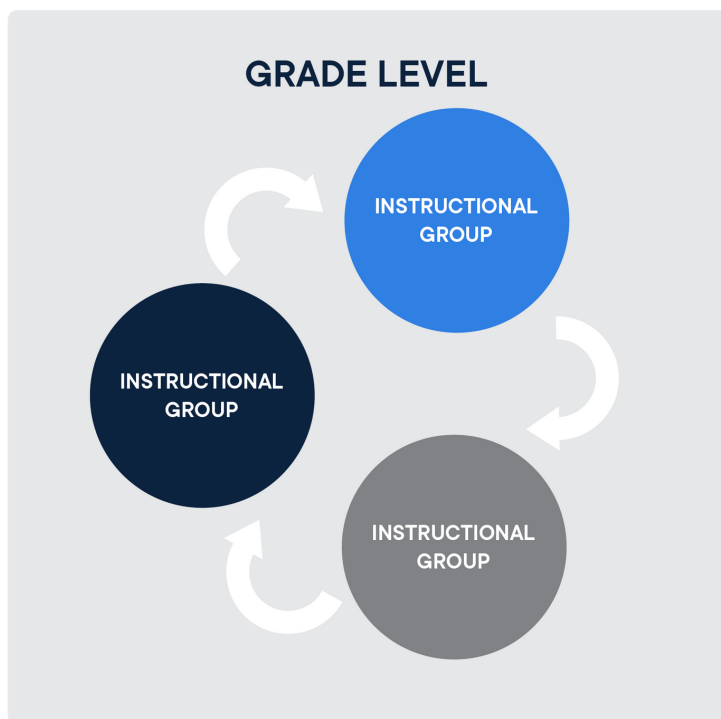 GRADE LEVEL
INSTRUCTIONAL
GROUP
INSTRUCTIONAL
GROUP
INSTRUCTIONAL
GROUP